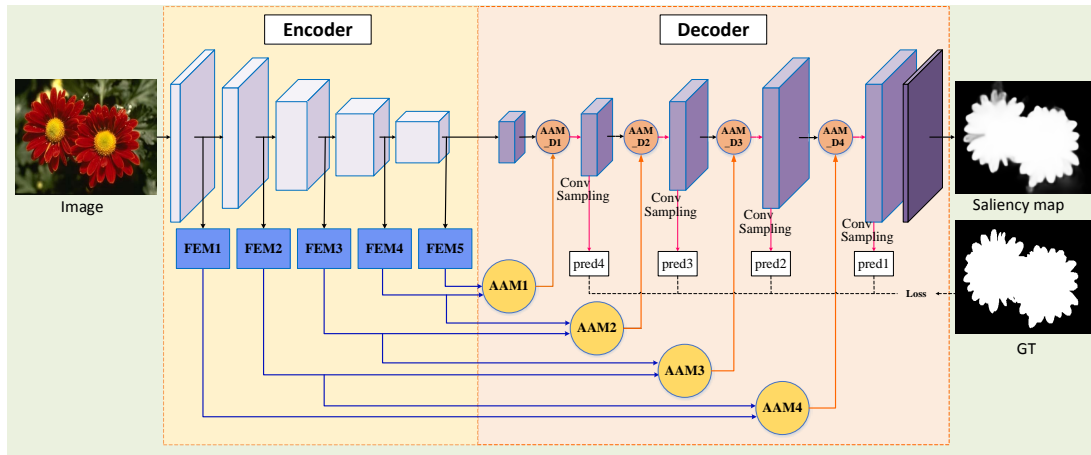 Encoder
Decoder
AAM
_D1
AAM
_D2
AAM
_D3
AAM
_D4
Image
Saliency map
Conv
Sampling
Conv
Sampling
Conv
Sampling
Conv
Sampling
FEM1
FEM2
FEM3
FEM4
FEM5
pred4
pred3
pred2
pred1
AAM1
Loss
AAM2
GT
AAM3
AAM4